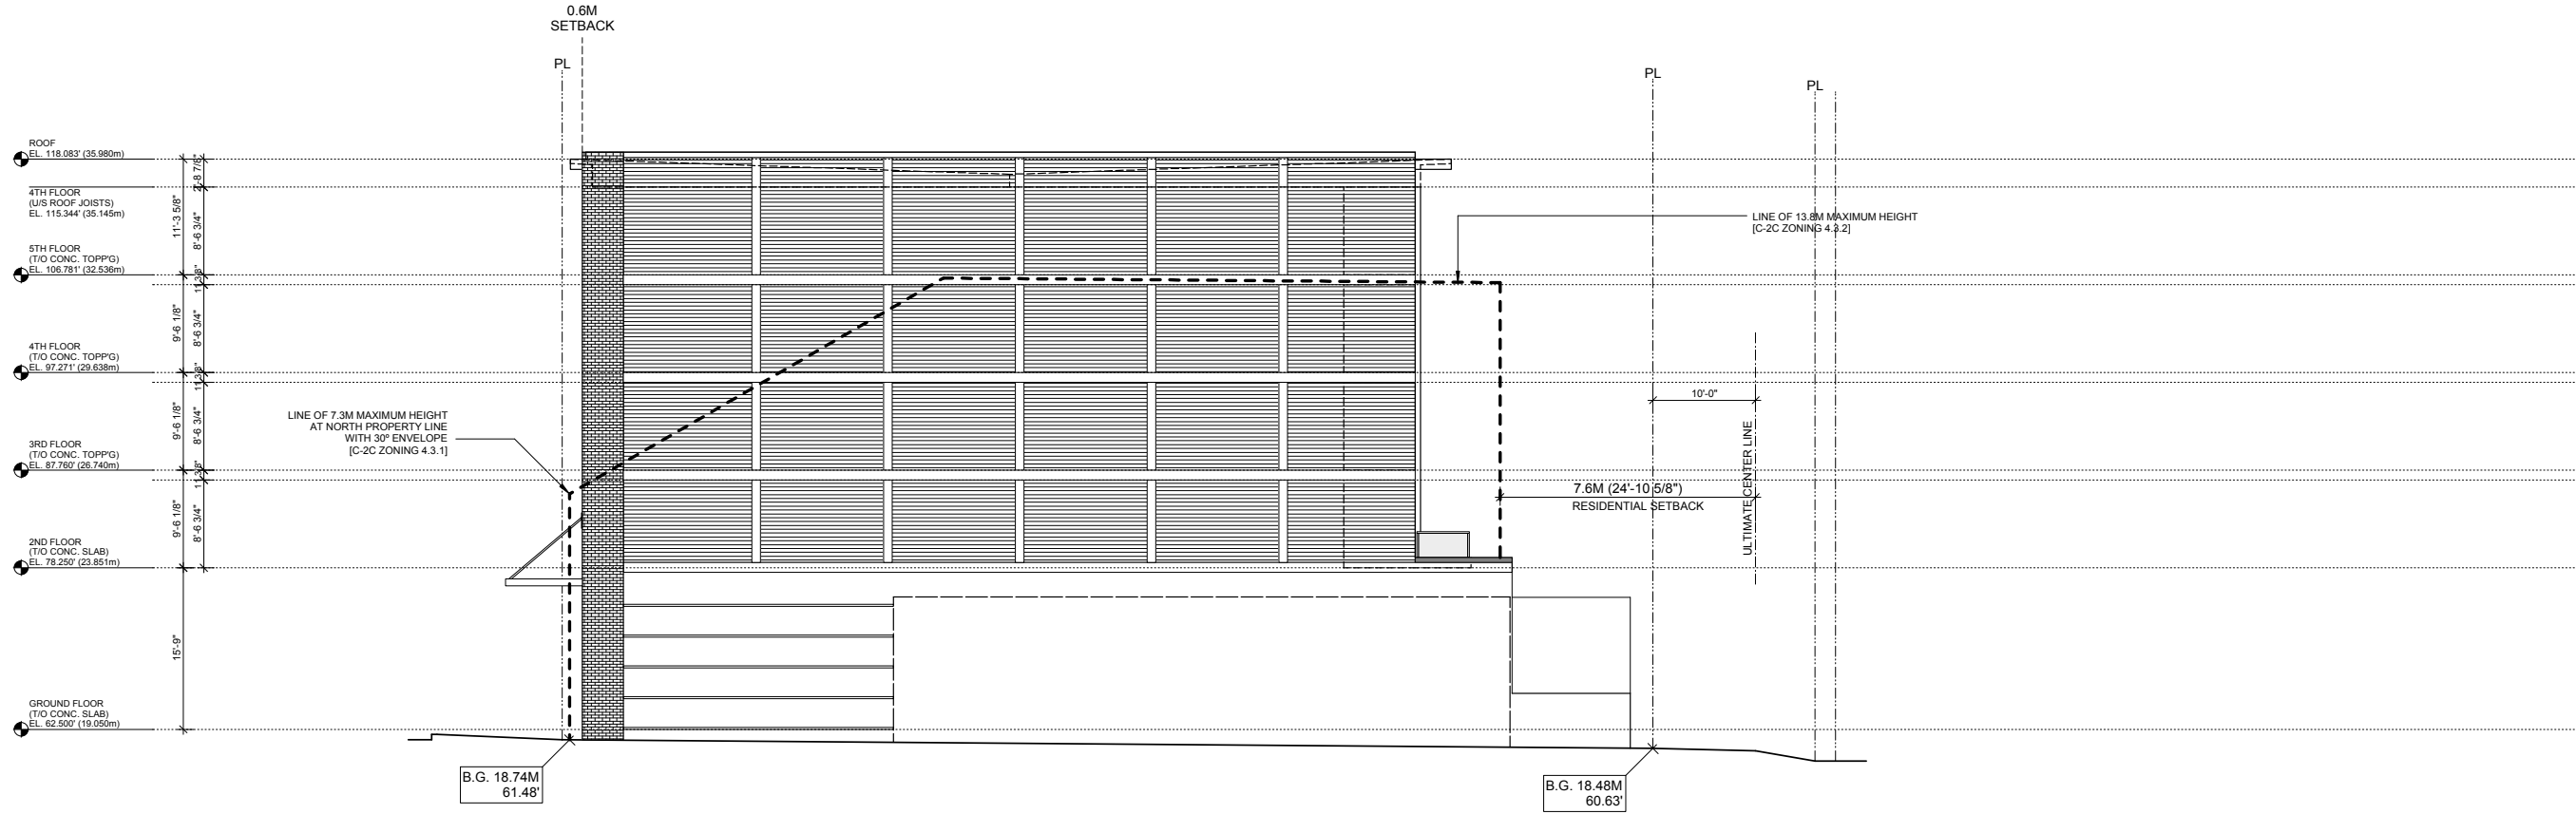 0.6M
SETBACK
PL
PL
PL
ROOF
EL. 118.083' (35.980m)
4TH FLOOR
(U/S ROOF JOISTS)
EL. 115.344' (35.145m)
5TH FLOOR
(T/O CONC. TOPP'G)
EL. 106.781' (32.536m)
4TH FLOOR
(T/O CONC. TOPP'G)
EL. 97.271' (29.638m)
3RD FLOOR
(T/O CONC. TOPP'G)
EL. 87.760' (26.740m)
2ND FLOOR
(T/O CONC. SLAB)
EL. 78.250' (23.851m)
GROUND FLOOR
(T/O CONC. SLAB)
EL. 62.500' (19.050m)
11'-3 5/8"
9'-6 1/8"
9'-6 1/8"
9'-6 1/8"
15'-9"
8'-6 3/4"
8'-6 3/4"
8'-6 3/4"
8'-6 3/4"
LINE OF 7.3M MAXIMUM HEIGHT
AT NORTH PROPERTY LINE
WITH 30º ENVELOPE
[C-2C ZONING 4.3.1]
LINE OF 13.8M MAXIMUM HEIGHT
[C-2C ZONING 4.3.2]
10'-0"
ULTIMATE CENTER LINE
7.6M (24'-10 5/8")
RESIDENTIAL SETBACK
B.G. 18.74M
61.48'
B.G. 18.48M
60.63'